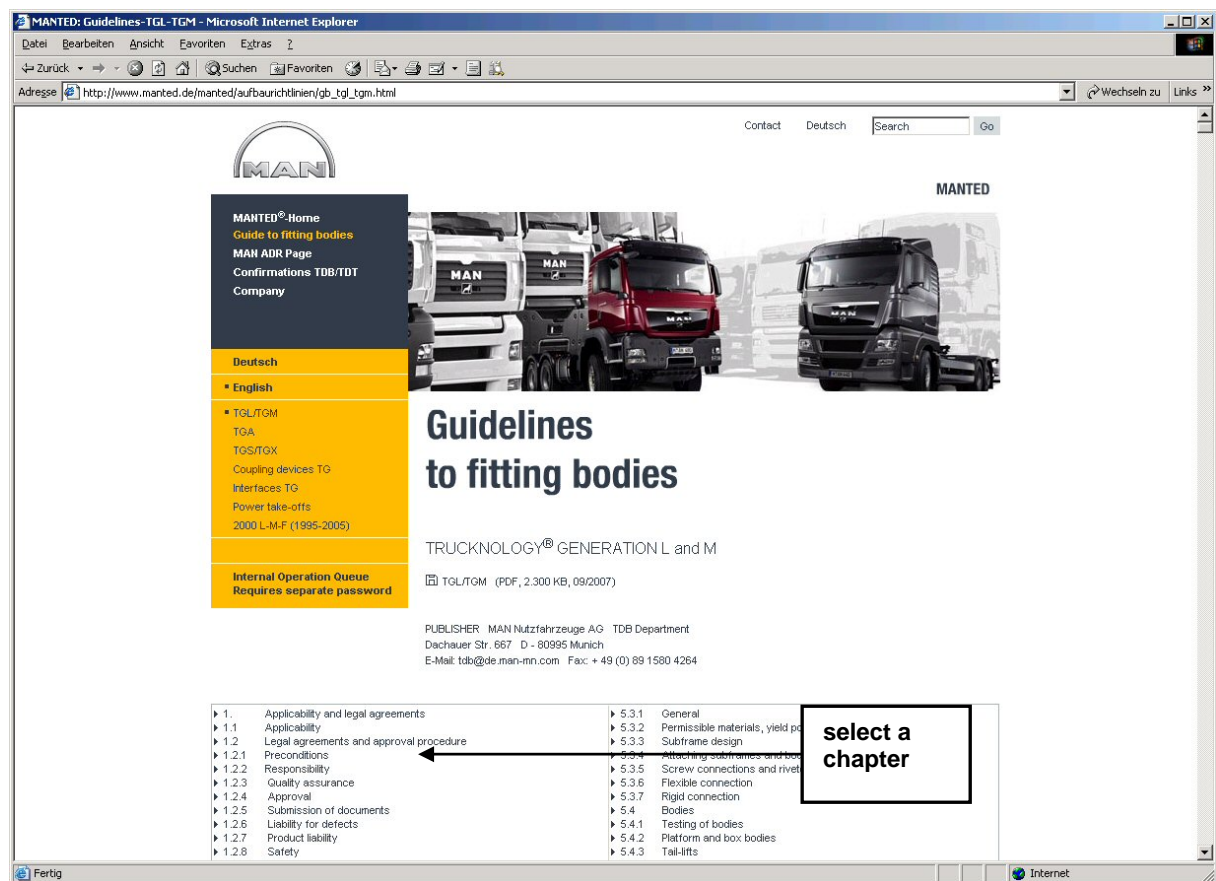 MANTED: Guidelines-TGL-TGM - Microsoft Internet Explorer
Datei Bearbeiten Ansicht Favoriten Extras ?
Zurück Suchen Favoriten
Adresse http://www.manted.de/manted/aufbaurichtlinien/gb_tgl_tgm.html Wechseln zu Links »
Contact Deutsch Search Go
MAN
MANTED
MANTED®-Home
Guide to fitting bodies
MAN ADR Page
Confirmations TDB/TDT
Company
MAN
MAN
Deutsch
English
TGL/TGM
TGA
TGS/TGX
Coupling devices TG
Interfaces TG
Power take-offs
2000 L-M-F (1995-2005)
Internal Operation Queue
Requires separate password
Guidelines
to fitting bodies
TRUCKNOLOGY® GENERATION L and M
TGL/TGM (PDF, 2.300 KB, 09/2007)
PUBLISHER MAN Nutzfahrzeuge AG TDB Department
Dachauer Str. 667 D - 80995 Munich
E-Mail: tdb@de.man-mn.com Fax: + 49 (0) 89 1580 4264
1. Applicability and legal agreements
1.1 Applicability
1.2 Legal agreements and approval procedure
1.2.1 Preconditions
1.2.2 Responsibility
1.2.3 Quality assurance
1.2.4 Approval
1.2.5 Submission of documents
1.2.6 Liability for defects
1.2.7 Product liability
1.2.8 Safety
5.3.1 General
5.3.2 Permissible materials, yield
5.3.3 Subframe design
5.3.4 Attaching subframes and
5.3.5 Screw connections and
5.3.6 Flexible connection
5.3.7 Rigid connection
5.4 Bodies
5.4.1 Testing of bodies
5.4.2 Platform and box bodies
5.4.3 Tail-lifts
select a
chapter
Fertig Internet